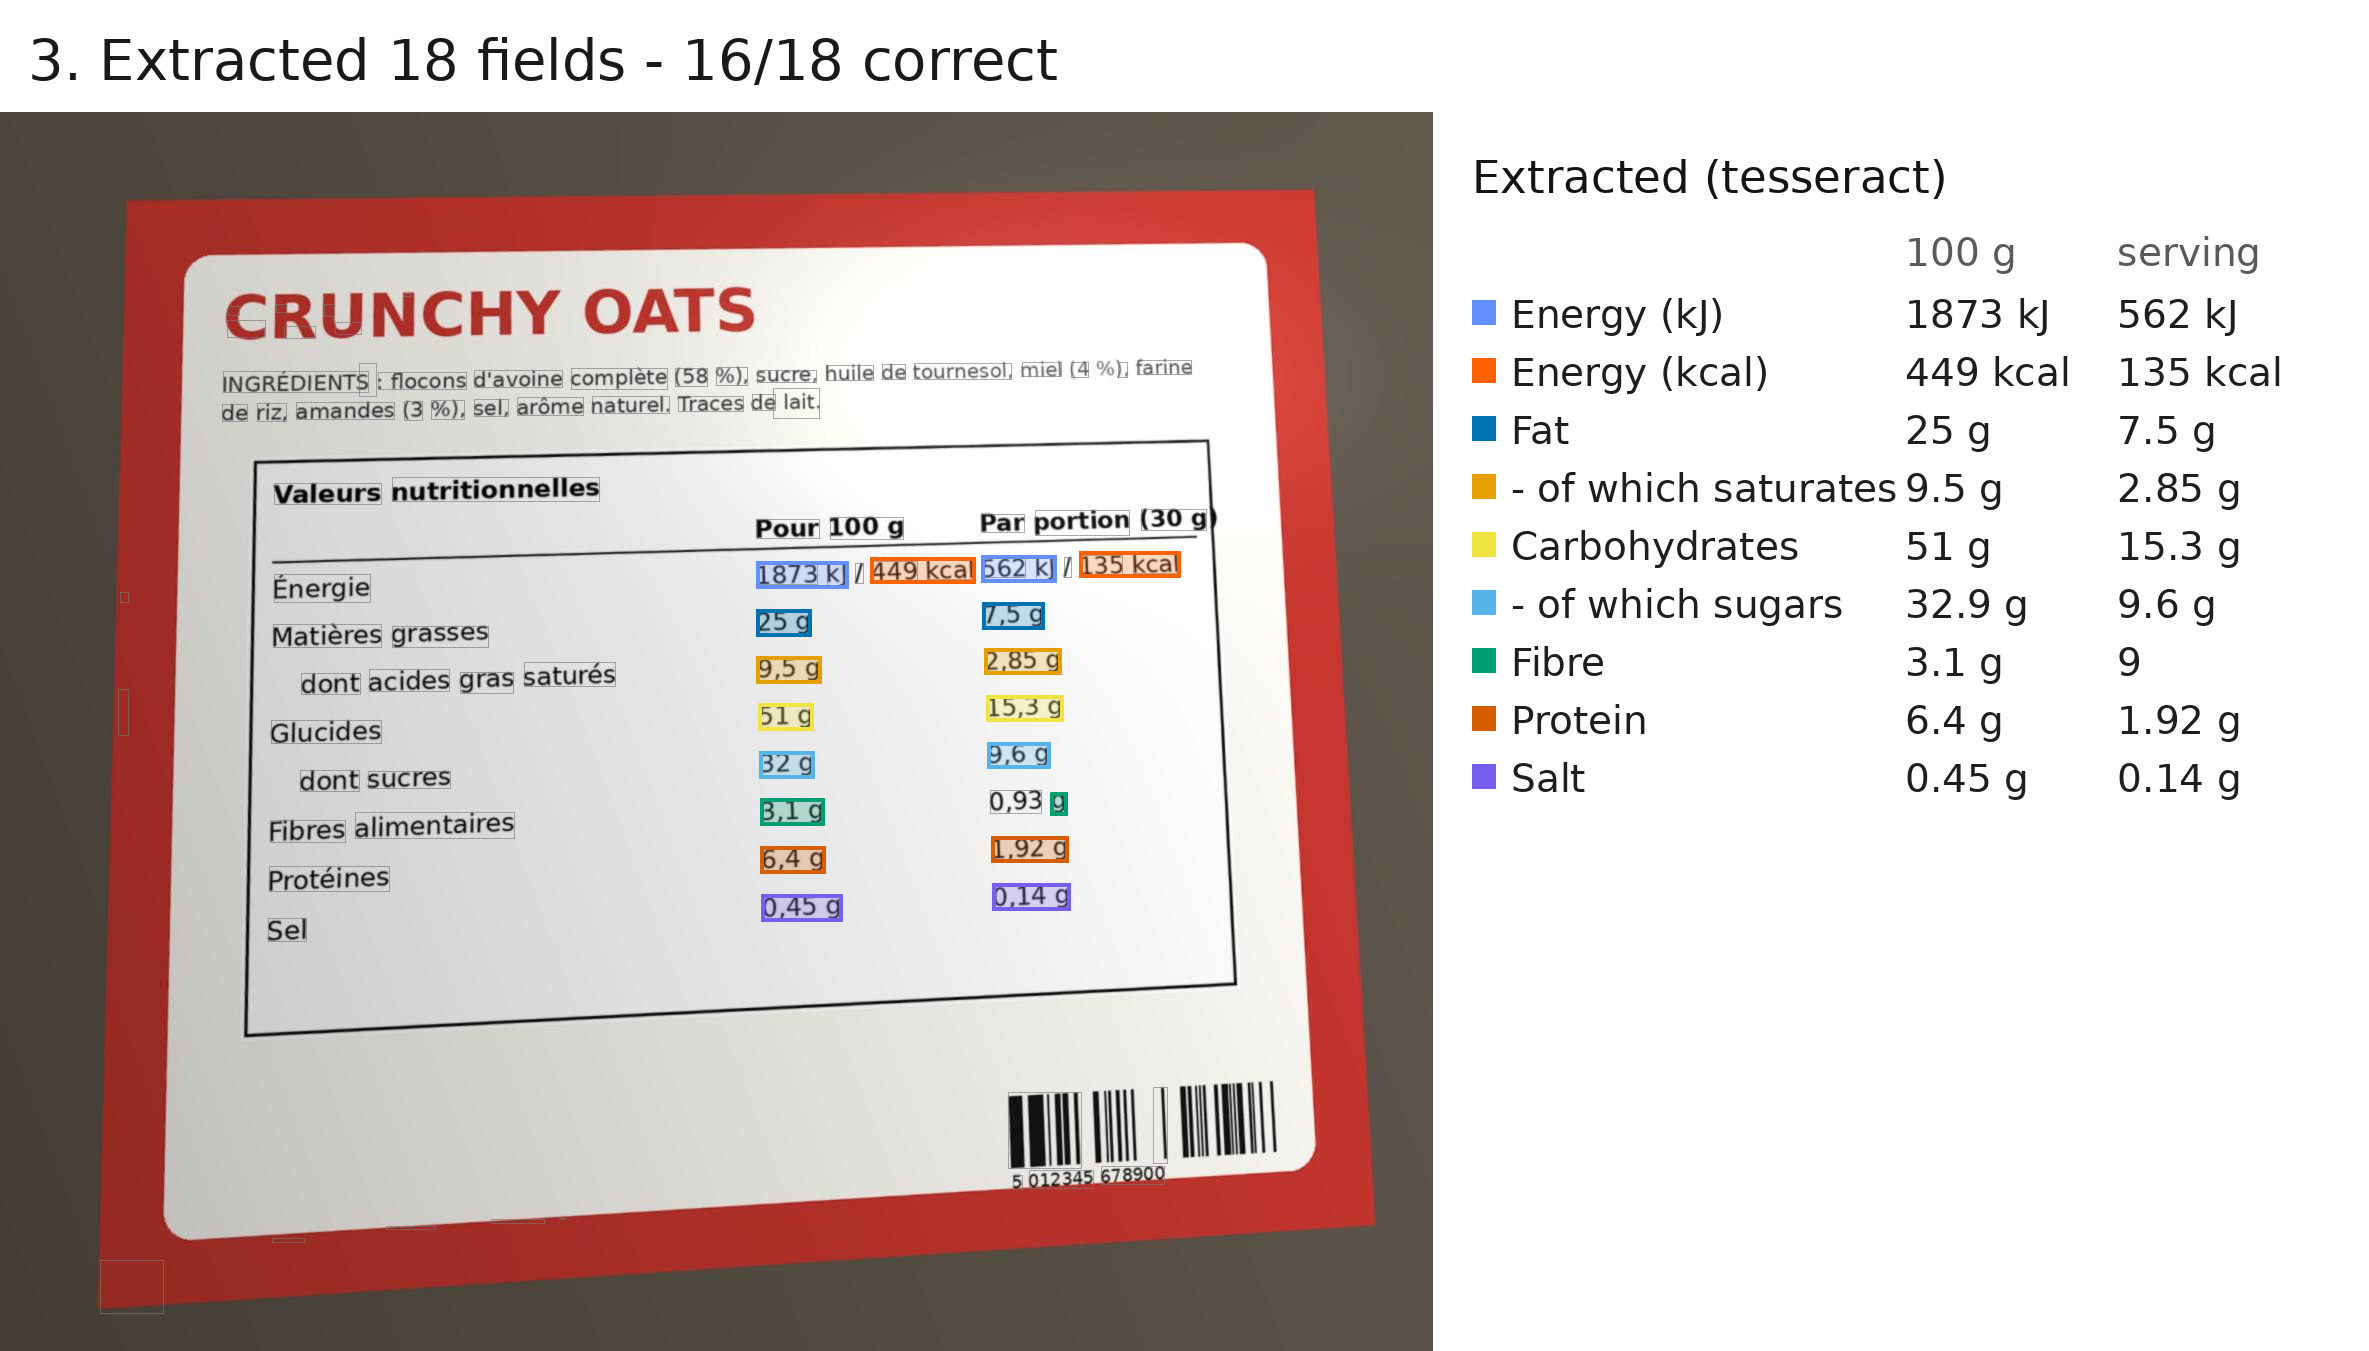 3. Extracted 18 fields - 16/18 correct
CRUNCHY OATS
INGRÉDIENTS : flocons d'avoine complète (58 %), sucre, huile de tournesol, miel (4 %), farine
de riz, amandes (3 %), sel, arôme naturel. Traces de lait.
Valeurs nutritionnelles
Pour 100 g Par portion (30 g)
Énergie 1873 kJ / 449 kcal 562 kJ / 135 kcal
Matières grasses 25 g 7,5 g
dont acides gras saturés 9,5 g 2,85 g
Glucides 51 g 15,3 g
dont sucres 32 g 9,6 g
Fibres alimentaires 3,1 g 0,93 g
Protéines 6,4 g 1,92 g
Sel 0,45 g 0,14 g
5 012345 678900
Extracted (tesseract)
100 g serving
Energy (kJ) 1873 kJ 562 kJ
Energy (kcal) 449 kcal 135 kcal
Fat 25 g 7.5 g
- of which saturates 9.5 g 2.85 g
Carbohydrates 51 g 15.3 g
- of which sugars 32.9 g 9.6 g
Fibre 3.1 g 9
Protein 6.4 g 1.92 g
Salt 0.45 g 0.14 g